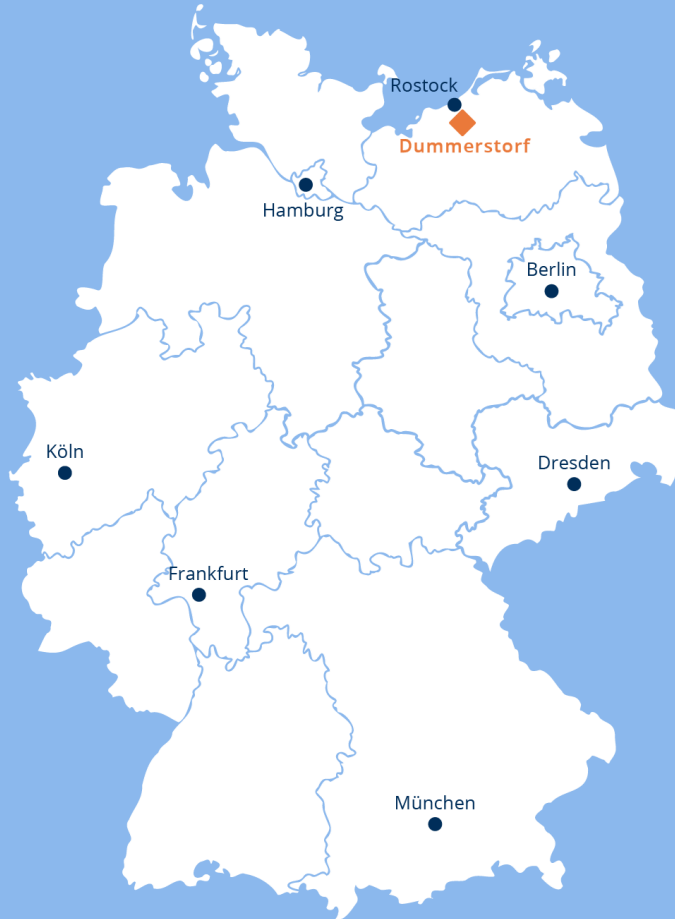 Rostock
Dummerstorf
Hamburg
Berlin
Köln
Dresden
Frankfurt
München